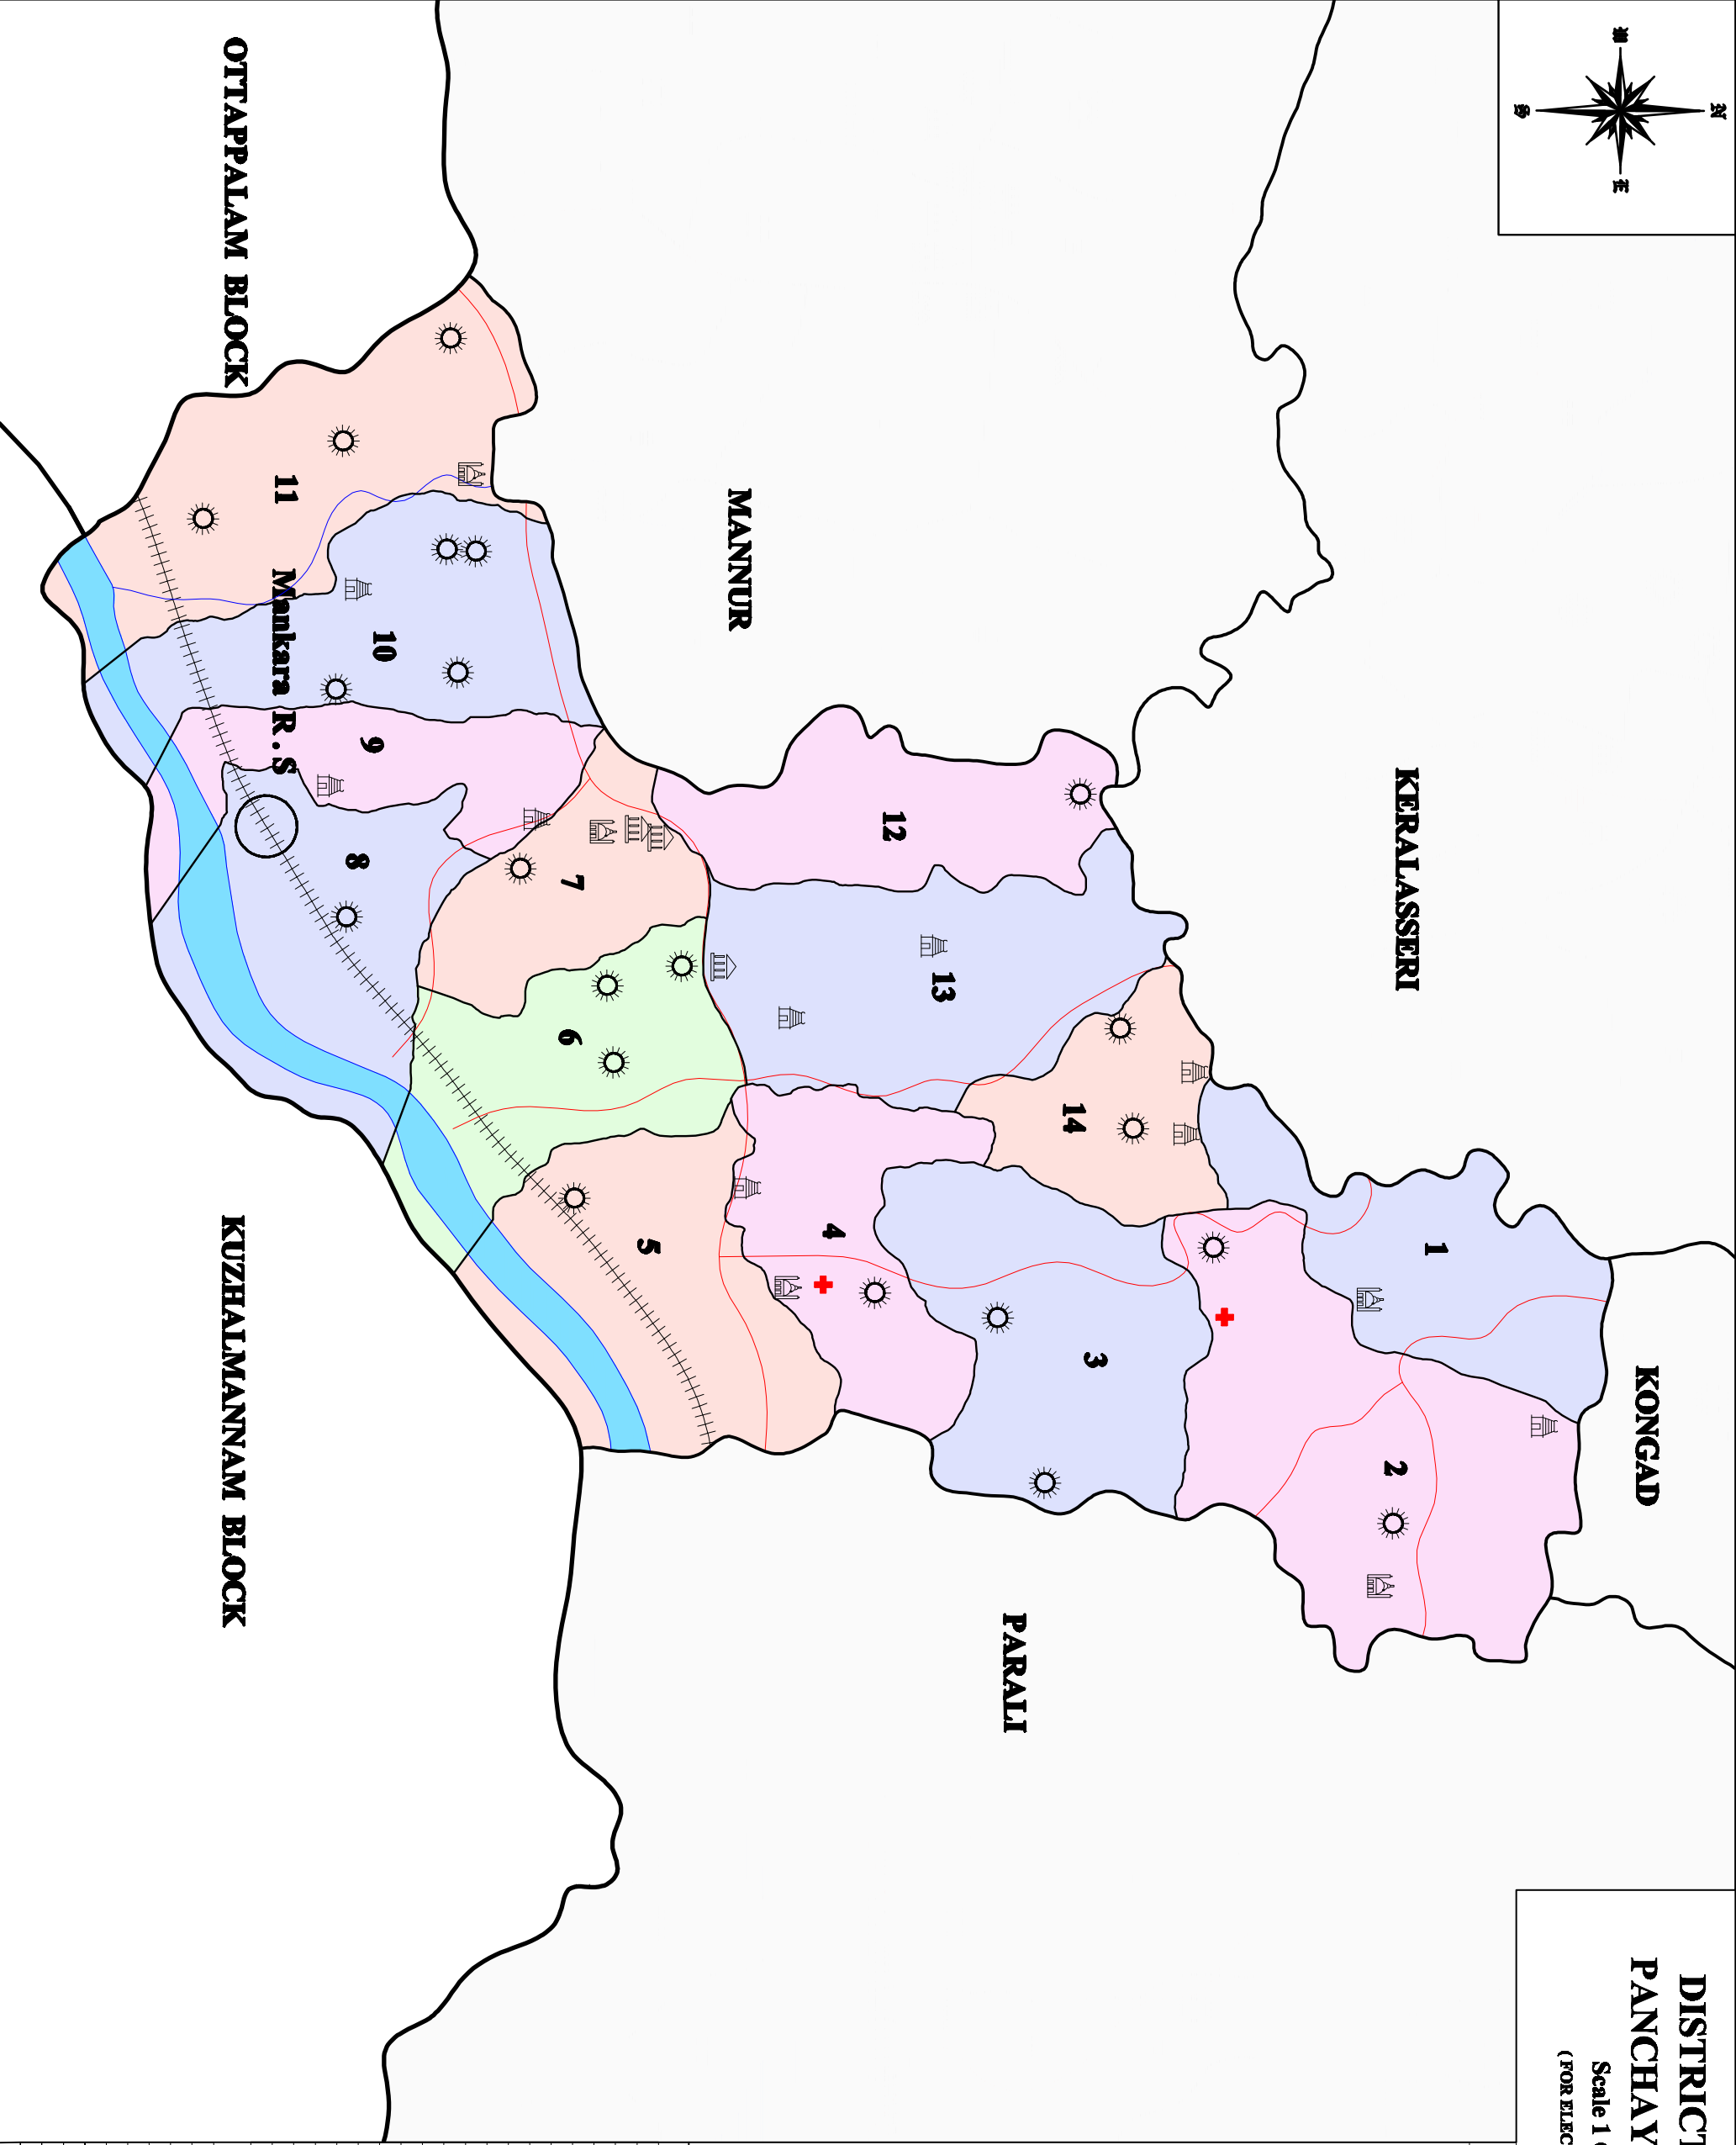 DISTRICT
PANCHAY
Scale 1
( FOR ELEC
N
W
E
S
KONGAD
KERALASSERI
MANNUR
PARALI
OTTAPPALAM BLOCK
KUZHALMANNAM BLOCK
Mankara R.S
1
2
3
4
5
6
7
8
9
10
11
12
13
14